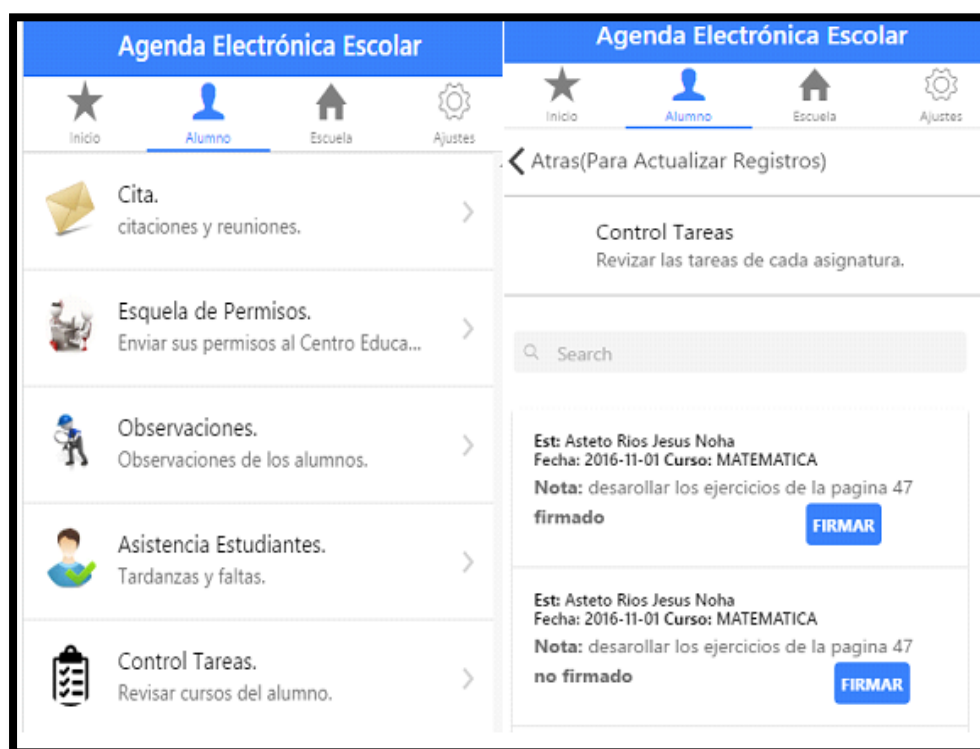 Agenda Electrónica Escolar
Inicio
Alumno
Escuela
Ajustes
Cita.
citaciones y reuniones.
Esquela de Permisos.
Enviar sus permisos al Centro Educa...
Observaciones.
Observaciones de los alumnos.
Asistencia Estudiantes.
Tardanzas y faltas.
Control Tareas.
Revisar cursos del alumno.
Agenda Electrónica Escolar
Inicio
Alumno
Escuela
Ajustes
Atras(Para Actualizar Registros)
Control Tareas
Revizar las tareas de cada asignatura.
Search
Est: Asteto Rios Jesus Noha
Fecha: 2016-11-01 Curso: MATEMATICA
Nota: desarollar los ejercicios de la pagina 47
firmado
FIRMAR
Est: Asteto Rios Jesus Noha
Fecha: 2016-11-01 Curso: MATEMATICA
Nota: desarollar los ejercicios de la pagina 47
no firmado
FIRMAR